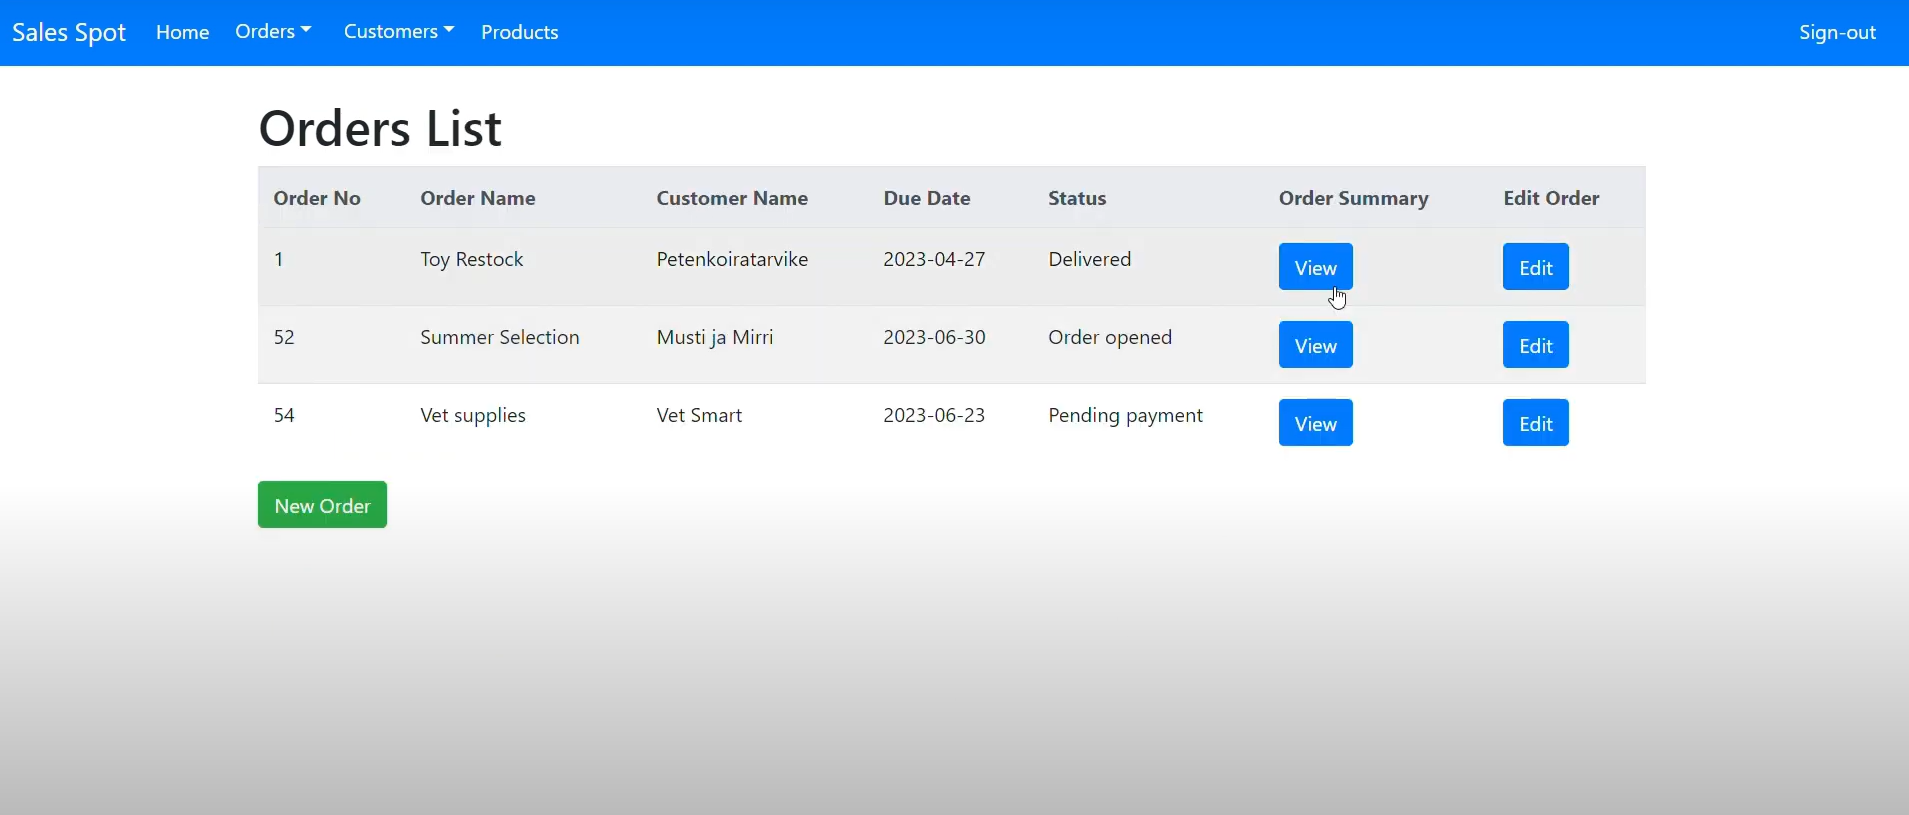 Sales Spot Home Orders Customers Products Sign-out
Orders List
Order No Order Name Customer Name Due Date Status Order Summary Edit Order
1 Toy Restock Petenkoiratarvike 2023-04-27 Delivered View Edit
52 Summer Selection Musti ja Mirri 2023-06-30 Order opened View Edit
54 Vet supplies Vet Smart 2023-06-23 Pending payment View Edit
New Order